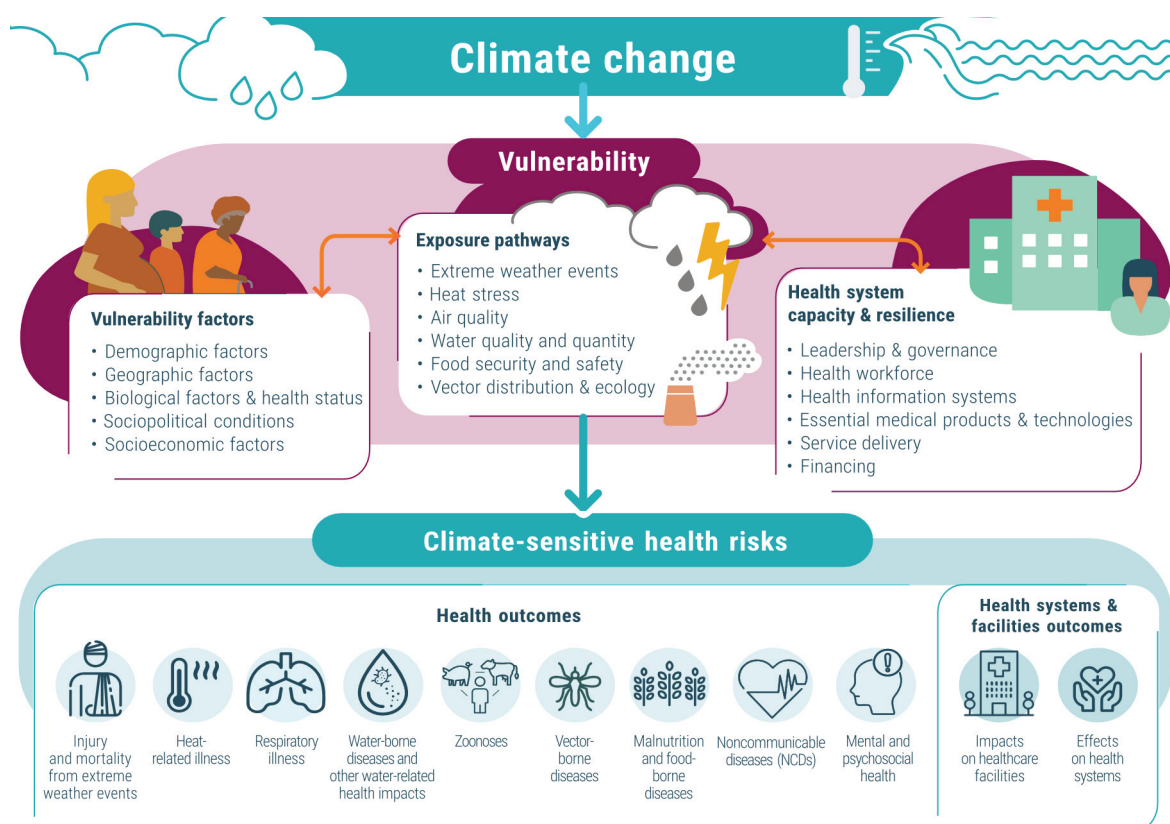 Climate change
Vulnerability
Vulnerability factors
• Demographic factors
• Geographic factors
• Biological factors & health status
• Sociopolitical conditions
• Socioeconomic factors
Exposure pathways
• Extreme weather events
• Heat stress
• Air quality
• Water quality and quantity
• Food security and safety
• Vector distribution & ecology
Health system
capacity & resilience
• Leadership & governance
• Health workforce
• Health information systems
• Essential medical products & technologies
• Service delivery
• Financing
Climate-sensitive health risks
Health outcomes
Injury
and mortality
from extreme
weather events
Heat-
related illness
Respiratory
illness
Water-borne
diseases and
other water-related
health impacts
Zoonoses
Vector-
borne
diseases
Malnutrition
and food-
borne
diseases
Noncommunicable
diseases (NCDs)
Mental and
psychosocial
health
Health systems &
facilities outcomes
Impacts
on healthcare
facilities
Effects
on health
systems